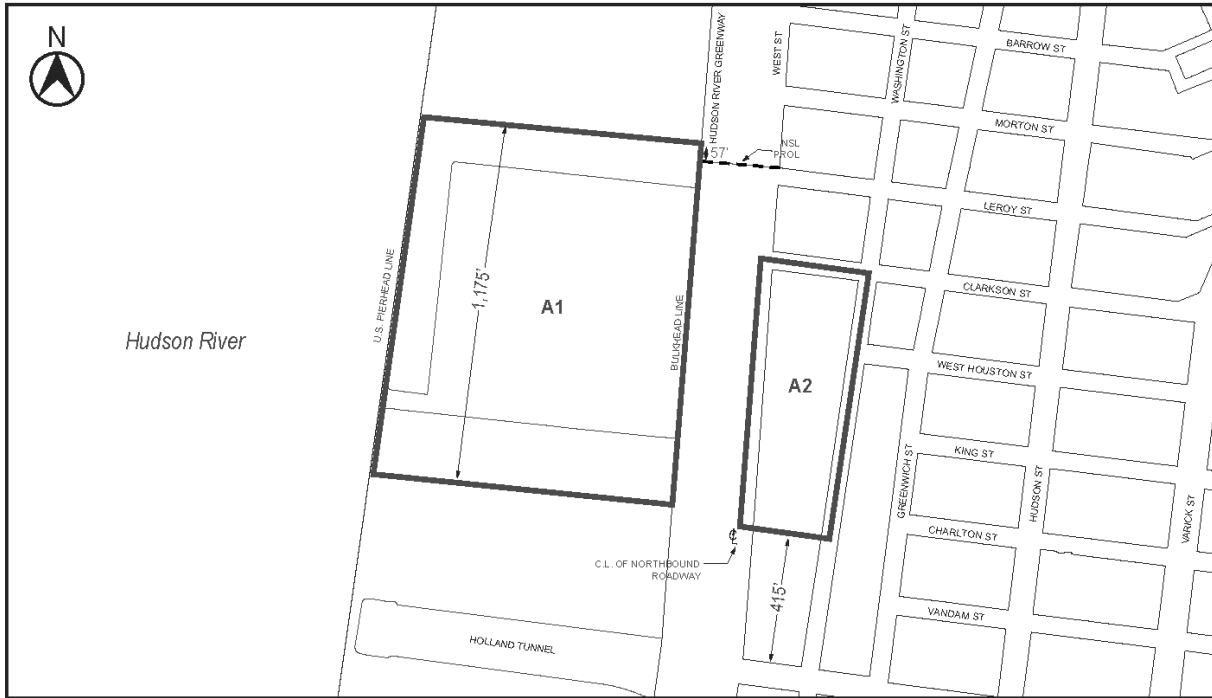 N
BARROW ST
WEST ST
WASHINGTON ST
HUDSON RIVER GREENWAY
MORTON ST
NSL
PROL
57'
LEROY ST
U.S. PIERHEAD LINE
1,175'
A1
BULKHEAD LINE
CLARKSON ST
Hudson River
WEST HOUSTON ST
A2
KING ST
GREENWICH ST
HUDSON ST
VARICK ST
CHARLTON ST
C.L. OF NORTHBOUND
ROADWAY
415'
VANDAM ST
HOLLAND TUNNEL